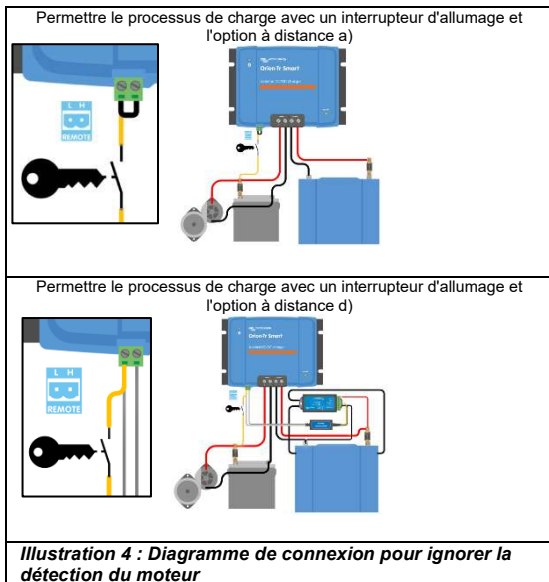 Permettre le processus de charge avec un interrupteur d'allumage et
l'option à distance a)
L H
REMOTE
Orion-Tr Smart
Permettre le processus de charge avec un interrupteur d'allumage et
l'option à distance d)
L H
REMOTE
Orion-Tr Smart
Illustration 4 : Diagramme de connexion pour ignorer la
détection du moteur